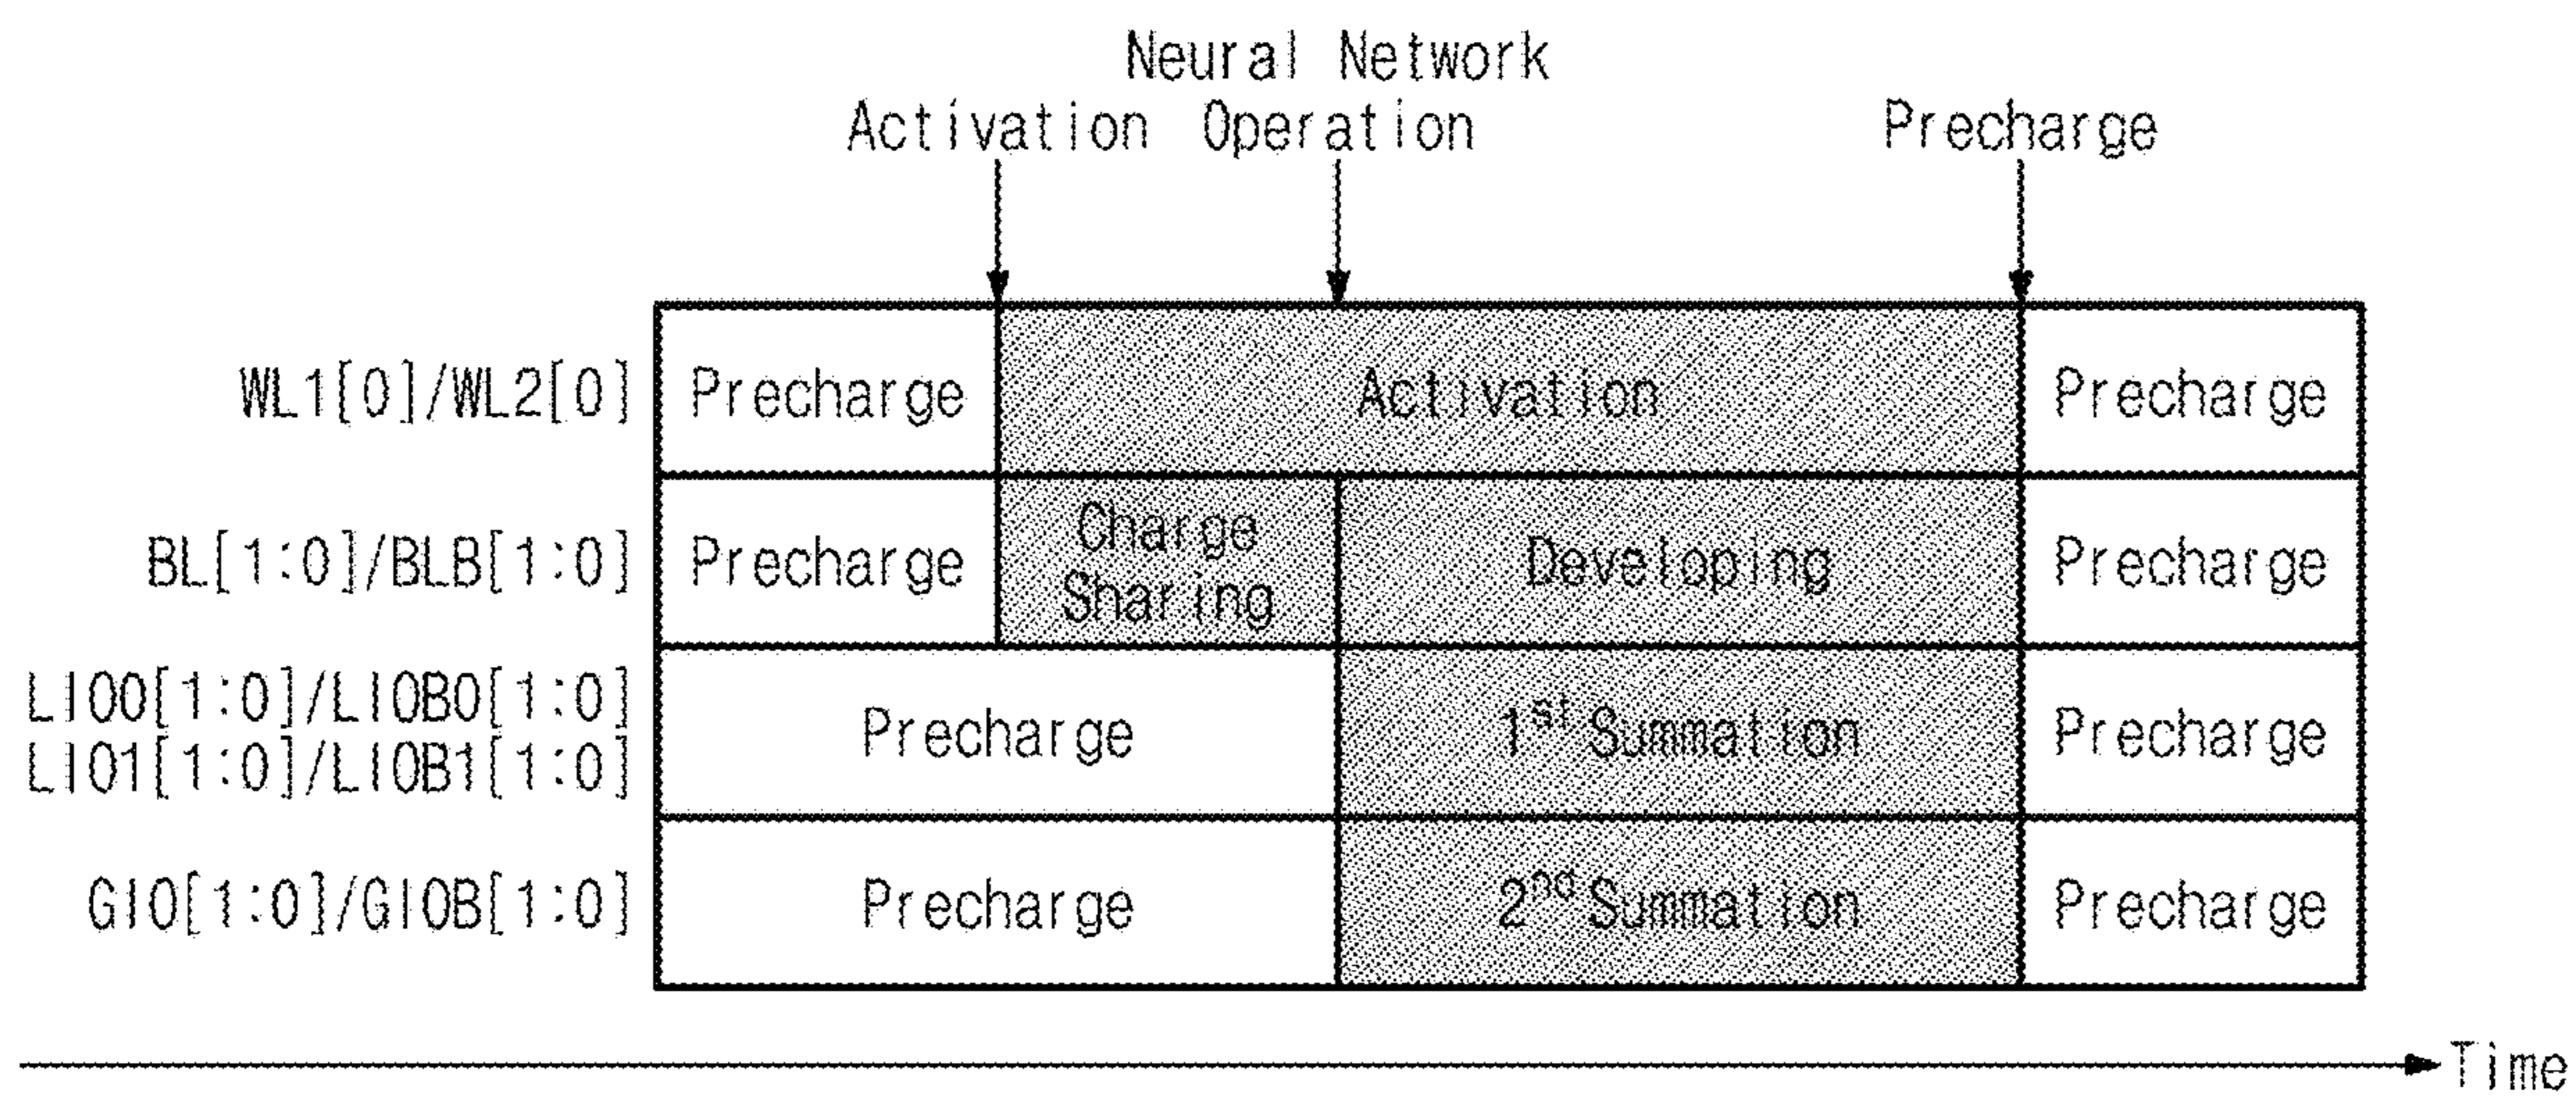 Neural Network
Activation Operation Precharge
WL1[0]/WL2[0] Precharge Activation Precharge
BL[1:0]/BLB[1:0] Precharge Charge Sharing Developing Precharge
LIO0[1:0]/LIOB0[1:0]
LIO1[1:0]/LIOB1[1:0]
Precharge 1st Summation Precharge
GIO[1:0]/GIOB[1:0] Precharge 2nd Summation Precharge
Time